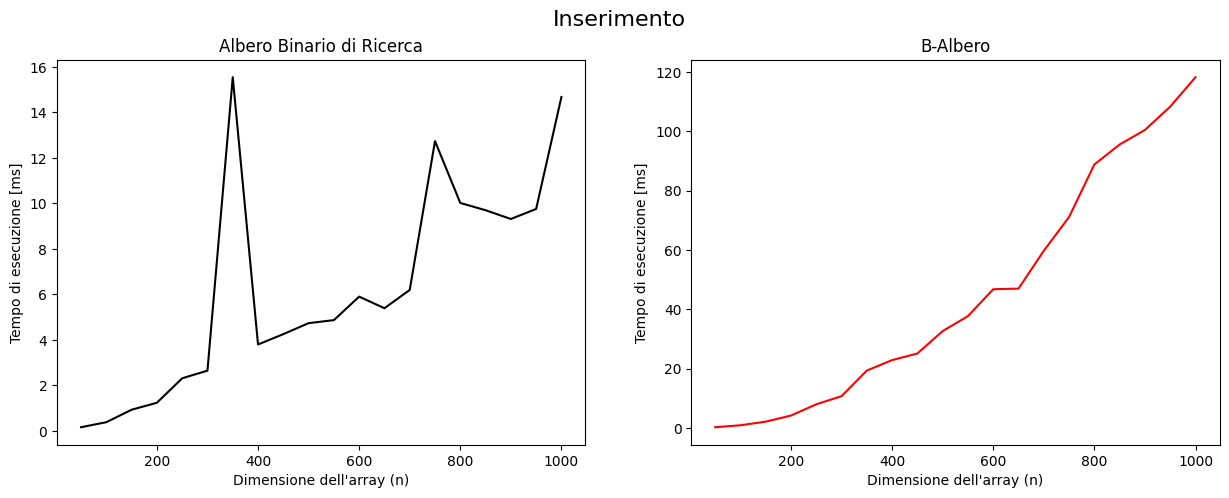 Inserimento
Albero Binario di Ricerca
16
14
12
10
8
6
4
2
0
Tempo di esecuzione [ms]
200 400 600 800 1000
Dimensione dell'array (n)
B-Albero
120
100
80
60
40
20
0
Tempo di esecuzione [ms]
200 400 600 800 1000
Dimensione dell'array (n)